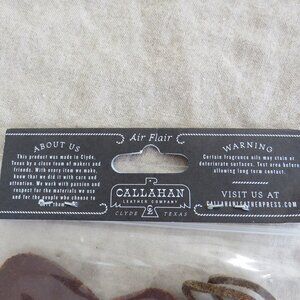 Air Flair
ABOUT US
This product was made in Clyde,
Texas by a close team of makers and
friends. With every item we make,
know that we did it with care and
attention. We work with passion and
respect for the materials we use
and for the people who choose to
them
WARNING
Certain fragrance oils may stain or
deteriorate surfaces. Test area before
allowing long term contact.
CALLAHAN
LEATHER COMPANY
CLYDE TEXAS
VISIT US AT
CALLAHANLEATHERPRESS.COM